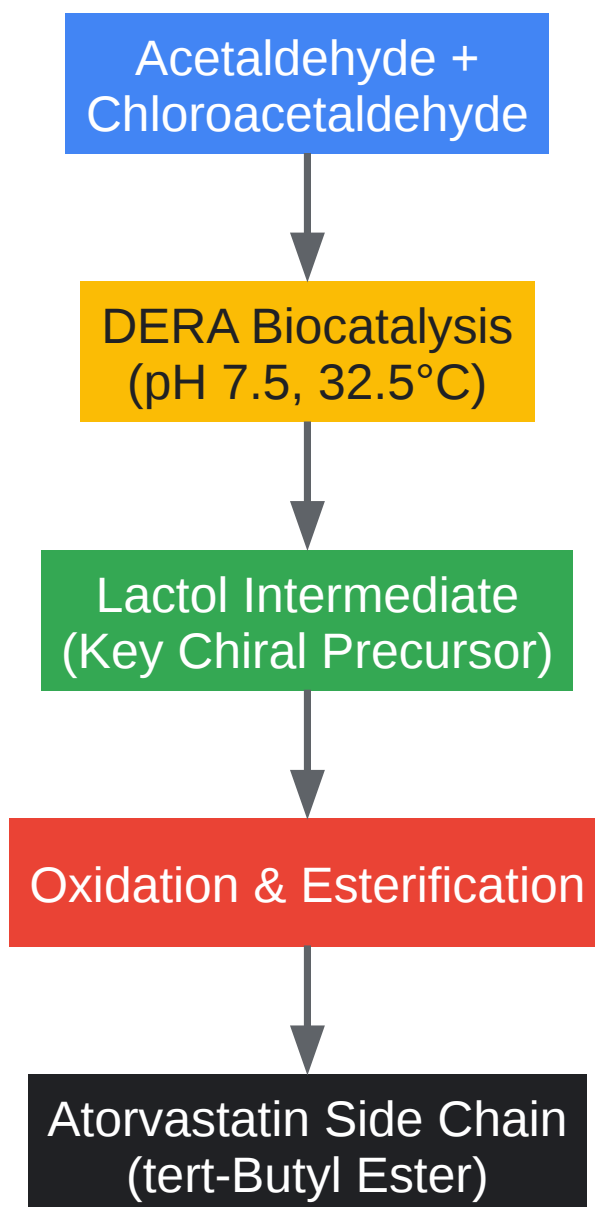 Acetaldehyde +
Chloroacetaldehyde
DERA Biocatalysis
(pH 7.5, 32.5°C)
Lactol Intermediate
(Key Chiral Precursor)
Oxidation & Esterification
Atorvastatin Side Chain
(tert-Butyl Ester)